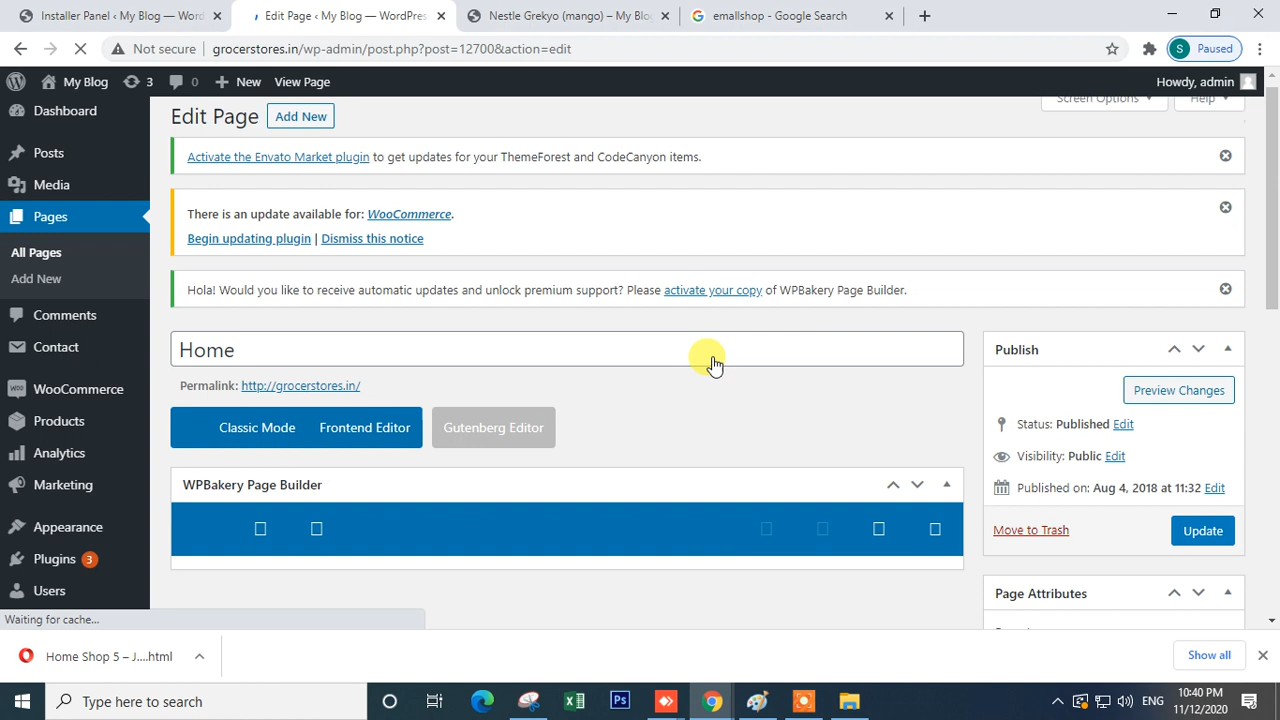 Installer Panel ‹ My Blog — WordPr
Edit Page ‹ My Blog — WordPress
Nestle Grekyo (mango) – My Blog
emallshop - Google Search
Not secure
grocerstores.in/wp-admin/post.php?post=12700&action=edit
S
Paused
My Blog
3
0
New
View Page
Howdy, admin
Dashboard
Posts
Media
Pages
All Pages
Add New
Comments
Contact
WooCommerce
Products
Analytics
Marketing
Appearance
Plugins 3
Users
Edit Page
Add New
Screen Options
Help
Activate the Envato Market plugin to get updates for your ThemeForest and CodeCanyon items.
There is an update available for: WooCommerce.
Begin updating plugin | Dismiss this notice
Hola! Would you like to receive automatic updates and unlock premium support? Please activate your copy of WPBakery Page Builder.
Home
Permalink: http://grocerstores.in/
Classic Mode
Frontend Editor
Gutenberg Editor
WPBakery Page Builder
Publish
Preview Changes
Status: Published Edit
Visibility: Public Edit
Published on: Aug 4, 2018 at 11:32 Edit
Move to Trash
Update
Page Attributes
Waiting for cache...
Home Shop 5 – J....html
Show all
Type here to search
ENG
10:40 PM
11/12/2020